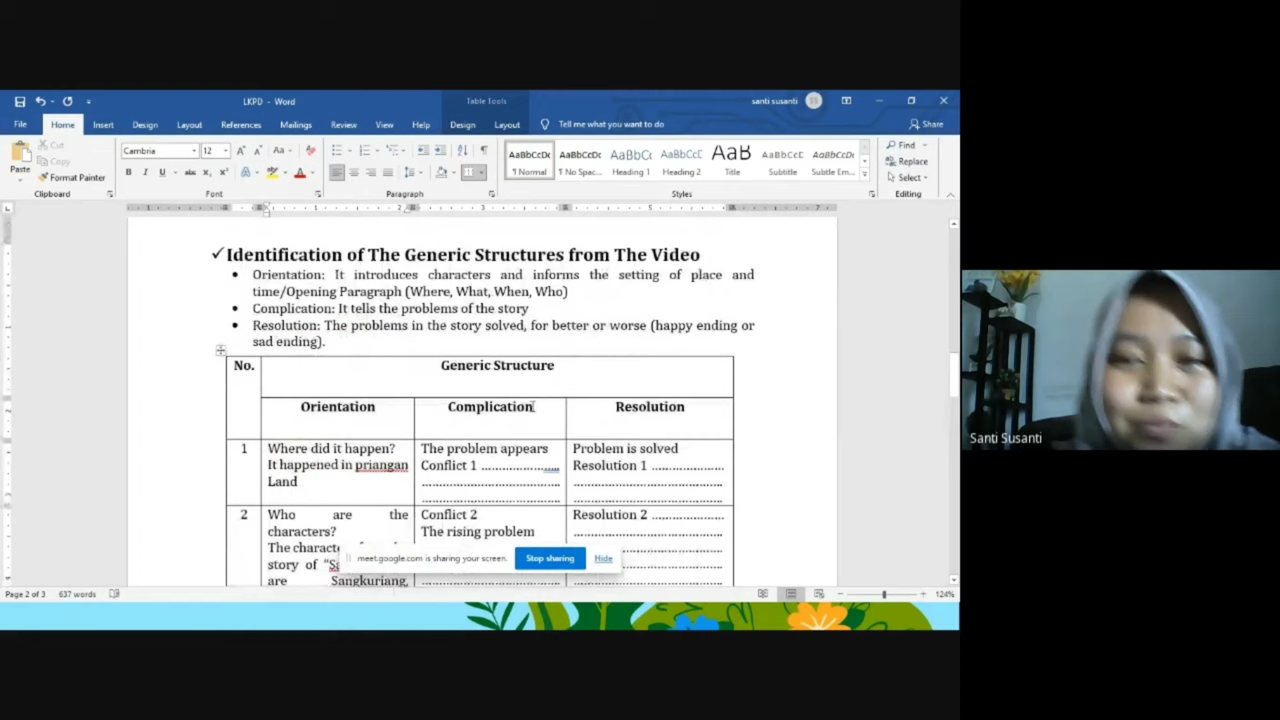 LKPD - Word
Table Tools
santi susanti
SS
File
Home
Insert
Design
Layout
References
Mailings
Review
View
Help
Design
Layout
Tell me what you want to do
Share
Paste
Cut
Copy
Format Painter
Cambria
12
AaBbCcDc
AaBbCcDc
AaBbCc
AaBbCcC
AaB
AaBbCcE
AaBbCcDc
¶ Normal
¶ No Spac...
Heading 1
Heading 2
Title
Subtitle
Subtle Em...
Find
Replace
Select
Clipboard
Font
Paragraph
Styles
Editing
✓Identification of The Generic Structures from The Video
• Orientation: It introduces characters and informs the setting of place and
time/Opening Paragraph (Where, What, When, Who)
• Complication: It tells the problems of the story
• Resolution: The problems in the story solved, for better or worse (happy ending or
sad ending).
No.
Generic Structure
Orientation
Complication
Resolution
1
Where did it happen?
It happened in priangan
Land
The problem appears
Conflict 1 ........................
............................................
............................................
Problem is solved
Resolution 1 ......................
............................................
............................................
2
Who are the
characters?
The characte
story of "Sa
are Sangkuriang,
Conflict 2
The rising problem
Resolution 2 ......................
meet.google.com is sharing your screen.
Stop sharing
Hide
Page 2 of 3
637 words
124%
Santi Susanti